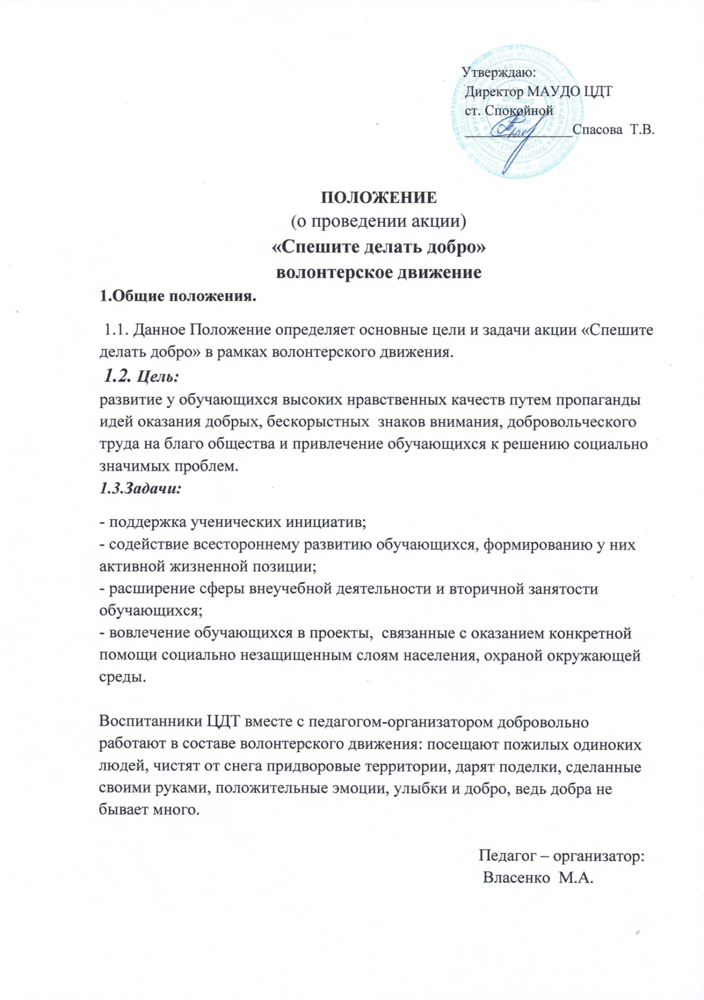 Утверждаю:
Директор МАУДО ЦДТ
ст. Спокойной
_______________Спасова Т.В.
ПОЛОЖЕНИЕ
(о проведении акции)
«Спешите делать добро»
волонтерское движение
1.Общие положения.
1.1. Данное Положение определяет основные цели и задачи акции «Спешите
делать добро» в рамках волонтерского движения.
1.2. Цель:
развитие у обучающихся высоких нравственных качеств путем пропаганды
идей оказания добрых, бескорыстных знаков внимания, добровольческого
труда на благо общества и привлечение обучающихся к решению социально
значимых проблем.
1.3.Задачи:
- поддержка ученических инициатив;
- содействие всестороннему развитию обучающихся, формированию у них
активной жизненной позиции;
- расширение сферы внеучебной деятельности и вторичной занятости
обучающихся;
- вовлечение обучающихся в проекты, связанные с оказанием конкретной
помощи социально незащищенным слоям населения, охраной окружающей
среды.
Воспитанники ЦДТ вместе с педагогом-организатором добровольно
работают в составе волонтерского движения: посещают пожилых одиноких
людей, чистят от снега придворовые территории, дарят поделки, сделанные
своими руками, положительные эмоции, улыбки и добро, ведь добра не
бывает много.
Педагог – организатор:
Власенко М.А.